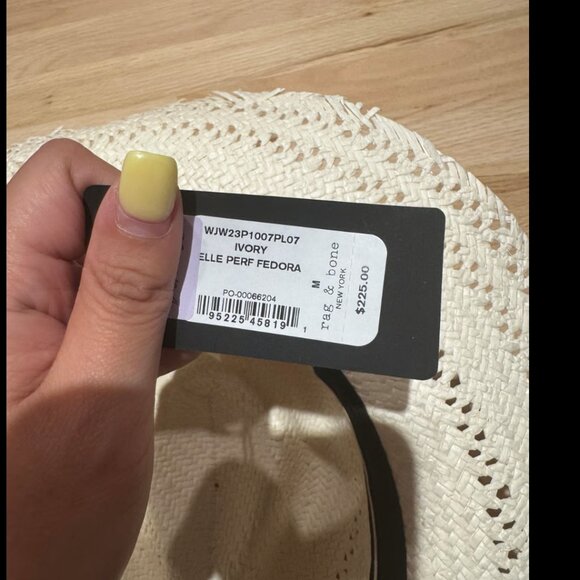 WJW23P1007PL07
IVORY
ELLE PERF FEDORA
PO-00066204
95225 45819 1
M
rag & bone
NEW YORK
$225.00